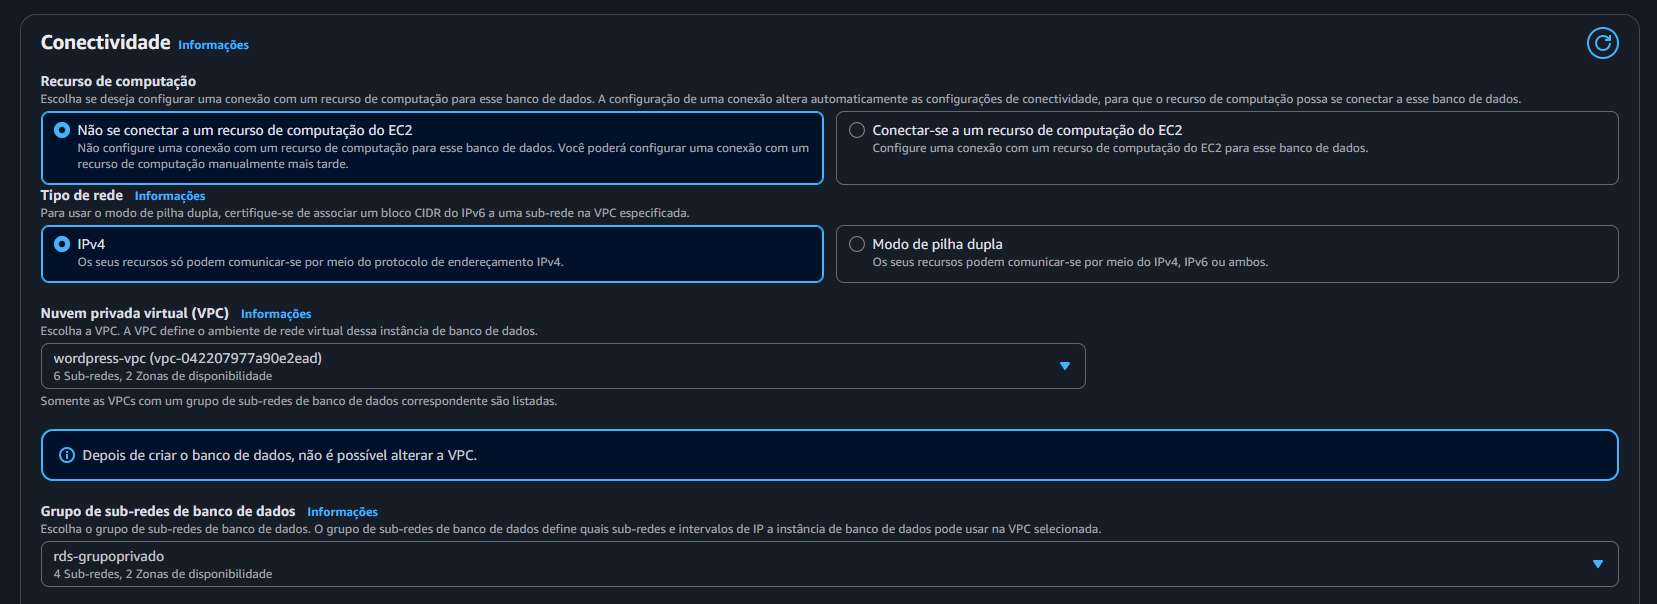 Conectividade Informações
Recurso de computação
Escolha se deseja configurar uma conexão com um recurso de computação para esse banco de dados. A configuração de uma conexão altera automaticamente as configurações de conectividade, para que o recurso de computação possa se conectar a esse banco de dados.
Não se conectar a um recurso de computação do EC2
Não configure uma conexão com um recurso de computação para esse banco de dados. Você poderá configurar uma conexão com um
recurso de computação manualmente mais tarde.
Conectar-se a um recurso de computação do EC2
Configure uma conexão com um recurso de computação do EC2 para esse banco de dados.
Tipo de rede Informações
Para usar o modo de pilha dupla, certifique-se de associar um bloco CIDR do IPv6 a uma sub-rede na VPC especificada.
IPv4
Os seus recursos só podem comunicar-se por meio do protocolo de endereçamento IPv4.
Modo de pilha dupla
Os seus recursos podem comunicar-se por meio do IPv4, IPv6 ou ambos.
Nuvem privada virtual (VPC) Informações
Escolha a VPC. A VPC define o ambiente de rede virtual dessa instância de banco de dados.
wordpress-vpc (vpc-042207977a90e2ead)
6 Sub-redes, 2 Zonas de disponibilidade
Somente as VPCs com um grupo de sub-redes de banco de dados correspondente são listadas.
Depois de criar o banco de dados, não é possível alterar a VPC.
Grupo de sub-redes de banco de dados Informações
Escolha o grupo de sub-redes de banco de dados. O grupo de sub-redes de banco de dados define quais sub-redes e intervalos de IP a instância de banco de dados pode usar na VPC selecionada.
rds-grupoprivado
4 Sub-redes, 2 Zonas de disponibilidade